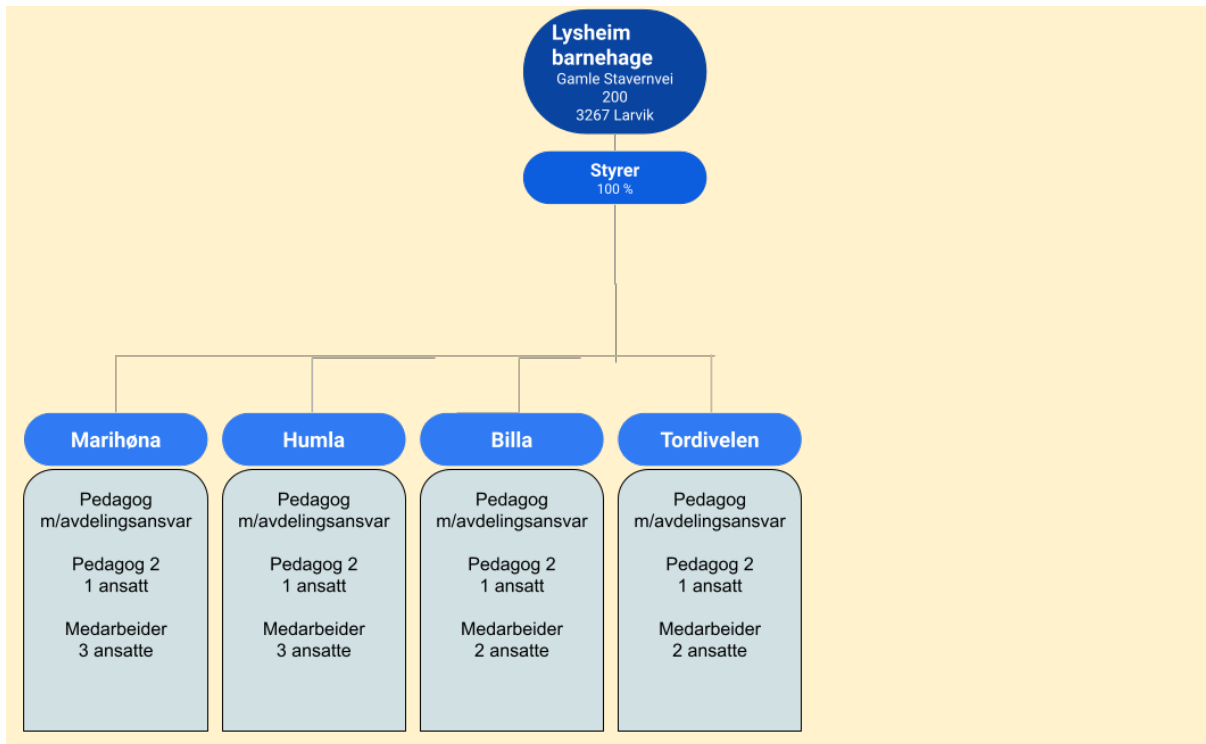 Lysheim
barnehage
Gamle Stavernvei
200
3267 Larvik
Styrer
100 %
Marihøna
Humla
Billa
Tordivelen
Pedagog
m/avdelingsansvar
Pedagog 2
1 ansatt
Medarbeider
3 ansatte
Pedagog
m/avdelingsansvar
Pedagog 2
1 ansatt
Medarbeider
3 ansatte
Pedagog
m/avdelingsansvar
Pedagog 2
1 ansatt
Medarbeider
2 ansatte
Pedagog
m/avdelingsansvar
Pedagog 2
1 ansatt
Medarbeider
2 ansatte